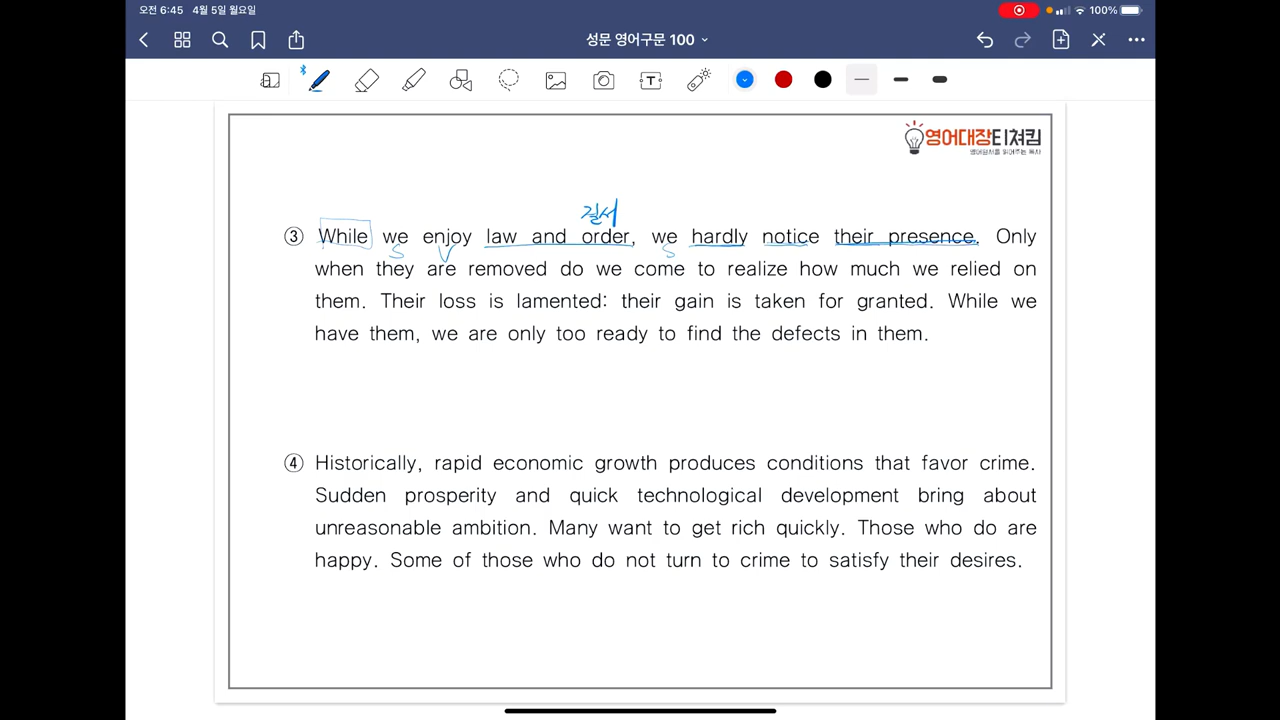 오전 6:45 4월 5일 월요일
100%
성문 영어구문 100
영어대장티쳐킴
질서
③ While we enjoy law and order, we hardly notice their presence. Only
S V S
when they are removed do we come to realize how much we relied on
them. Their loss is lamented: their gain is taken for granted. While we
have them, we are only too ready to find the defects in them.
④ Historically, rapid economic growth produces conditions that favor crime.
Sudden prosperity and quick technological development bring about
unreasonable ambition. Many want to get rich quickly. Those who do are
happy. Some of those who do not turn to crime to satisfy their desires.